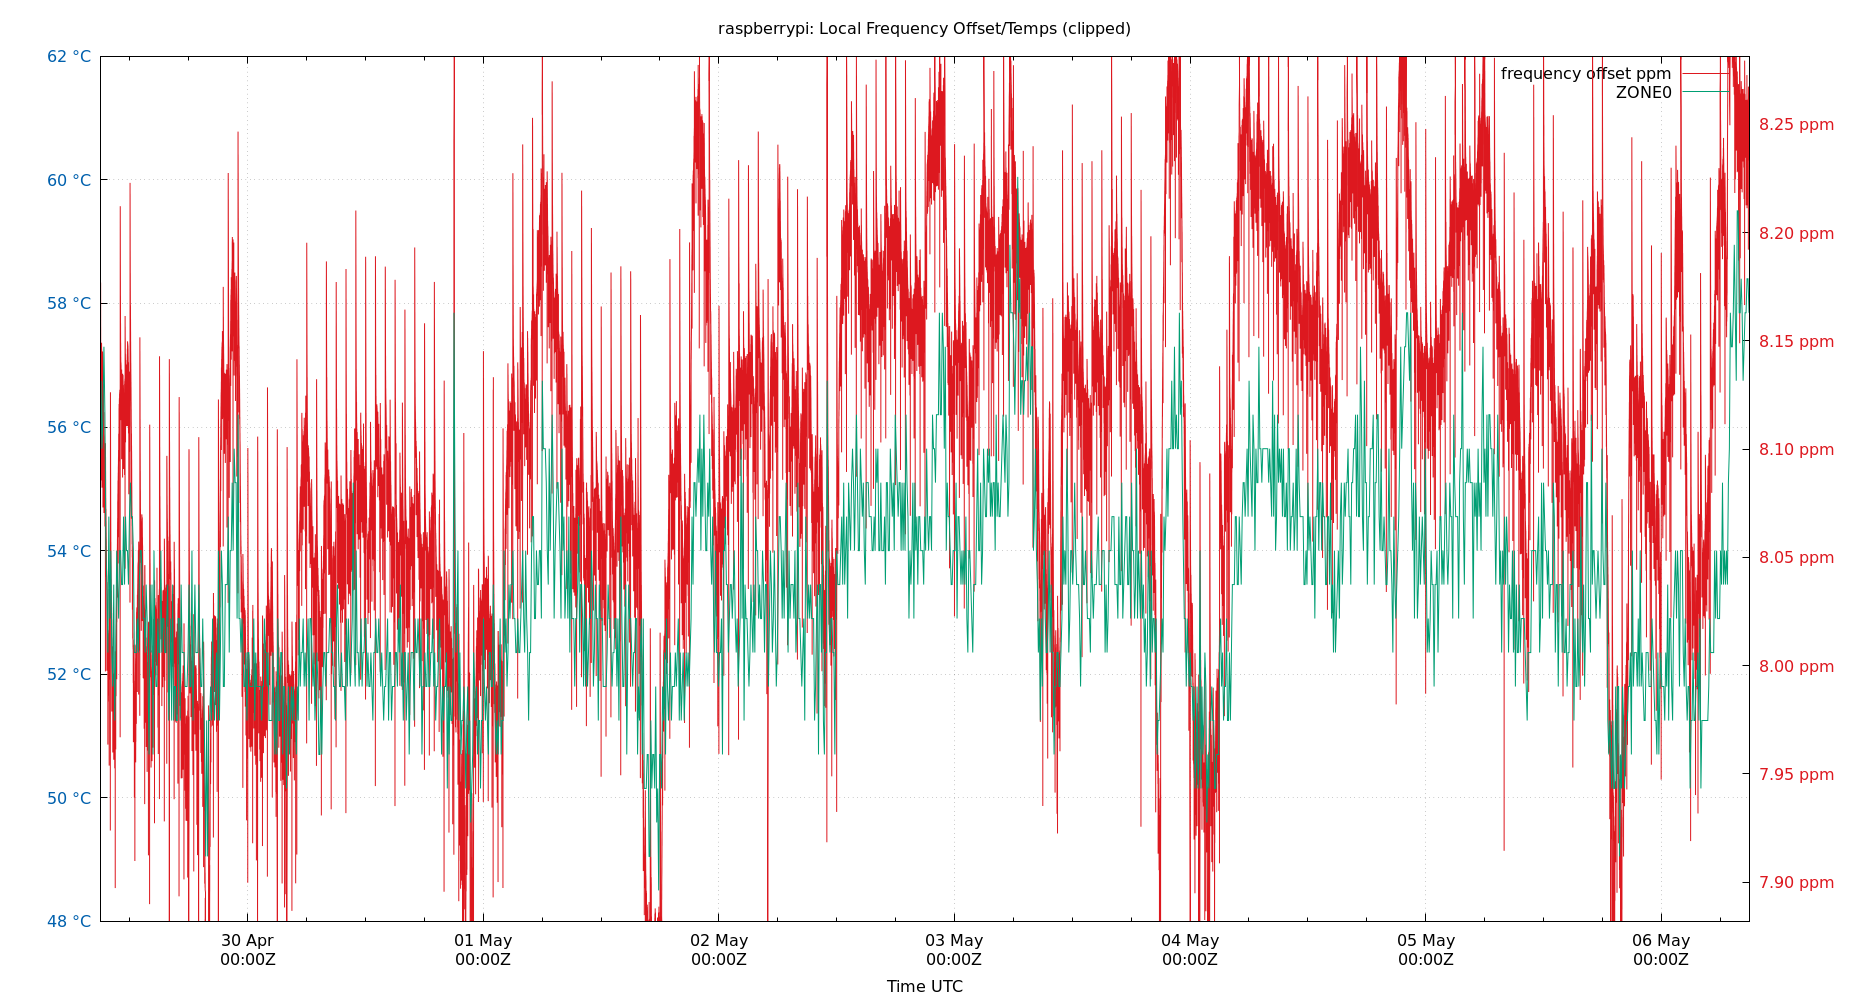 raspberrypi: Local Frequency Offset/Temps (clipped)
62 °C
60 °C
58 °C
56 °C
54 °C
52 °C
50 °C
48 °C
frequency offset ppm
ZONE0
8.25 ppm
8.20 ppm
8.15 ppm
8.10 ppm
8.05 ppm
8.00 ppm
7.95 ppm
7.90 ppm
30 Apr
00:00Z
01 May
00:00Z
02 May
00:00Z
03 May
00:00Z
04 May
00:00Z
05 May
00:00Z
06 May
00:00Z
Time UTC